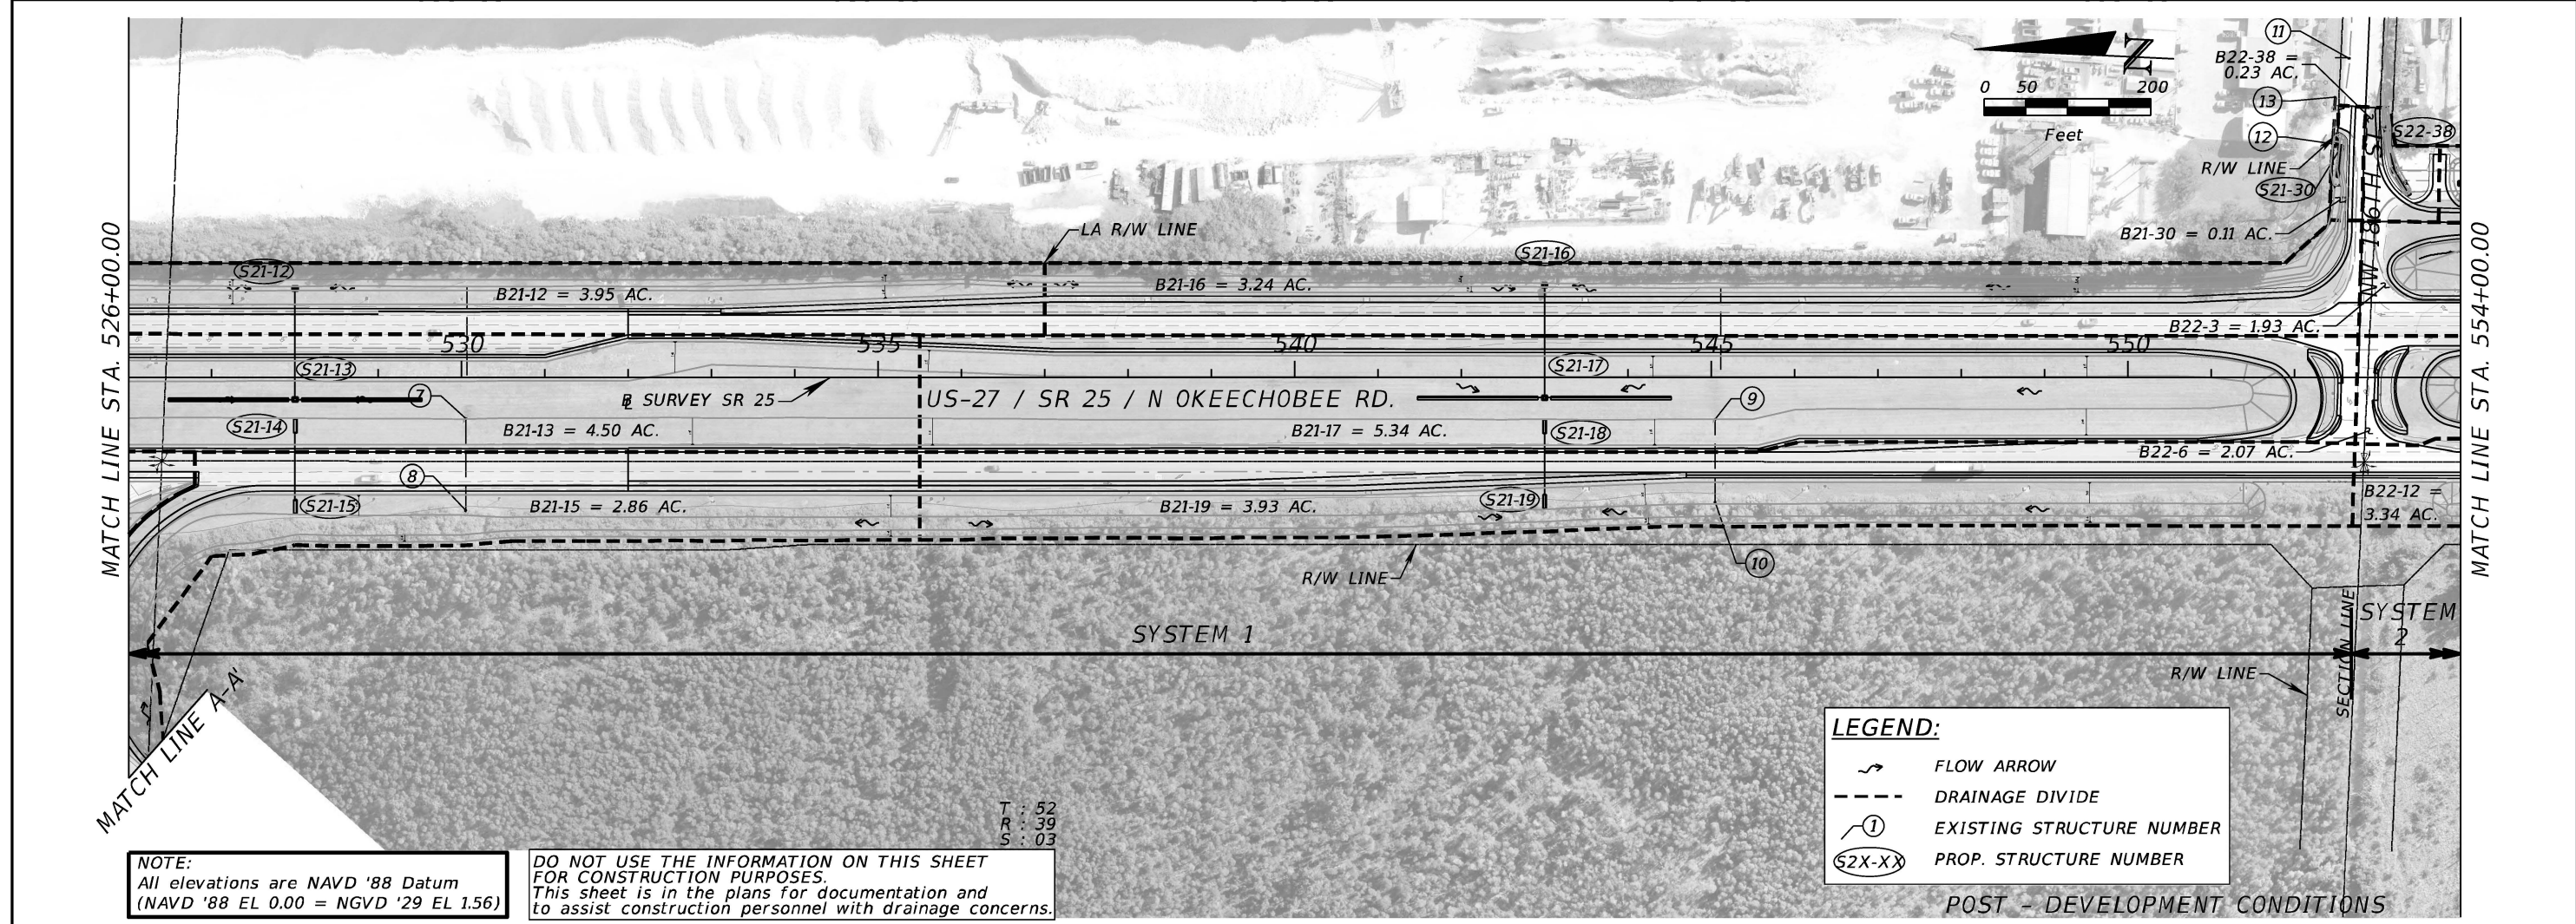 11
B22-38 =
0.23 AC.
N
0 50 200
Feet
13
12
S22-38
R/W LINE
S21-30
B21-30 = 0.11 AC.
NW 186TH ST
LA R/W LINE
S21-12
S21-16
B21-12 = 3.95 AC.
B21-16 = 3.24 AC.
B22-3 = 1.93 AC.
MATCH LINE STA. 526+00.00
MATCH LINE STA. 554+00.00
530 535 540 545 550
S21-13
S21-17
7
℄ SURVEY SR 25
US-27 / SR 25 / N OKEECHOBEE RD.
9
S21-14
B21-13 = 4.50 AC.
B21-17 = 5.34 AC.
S21-18
B22-6 = 2.07 AC.
8
S21-15
B21-15 = 2.86 AC.
B21-19 = 3.93 AC.
S21-19
B22-12 =
3.34 AC.
R/W LINE
10
SYSTEM 1
SYSTEM
2
SECTION LINE
R/W LINE
MATCH LINE A-A'
LEGEND:
FLOW ARROW
DRAINAGE DIVIDE
1 EXISTING STRUCTURE NUMBER
S2X-XX PROP. STRUCTURE NUMBER
T : 52
R : 39
S : 03
NOTE:
All elevations are NAVD '88 Datum
(NAVD '88 EL 0.00 = NGVD '29 EL 1.56)
DO NOT USE THE INFORMATION ON THIS SHEET
FOR CONSTRUCTION PURPOSES.
This sheet is in the plans for documentation and
to assist construction personnel with drainage concerns.
POST - DEVELOPMENT CONDITIONS